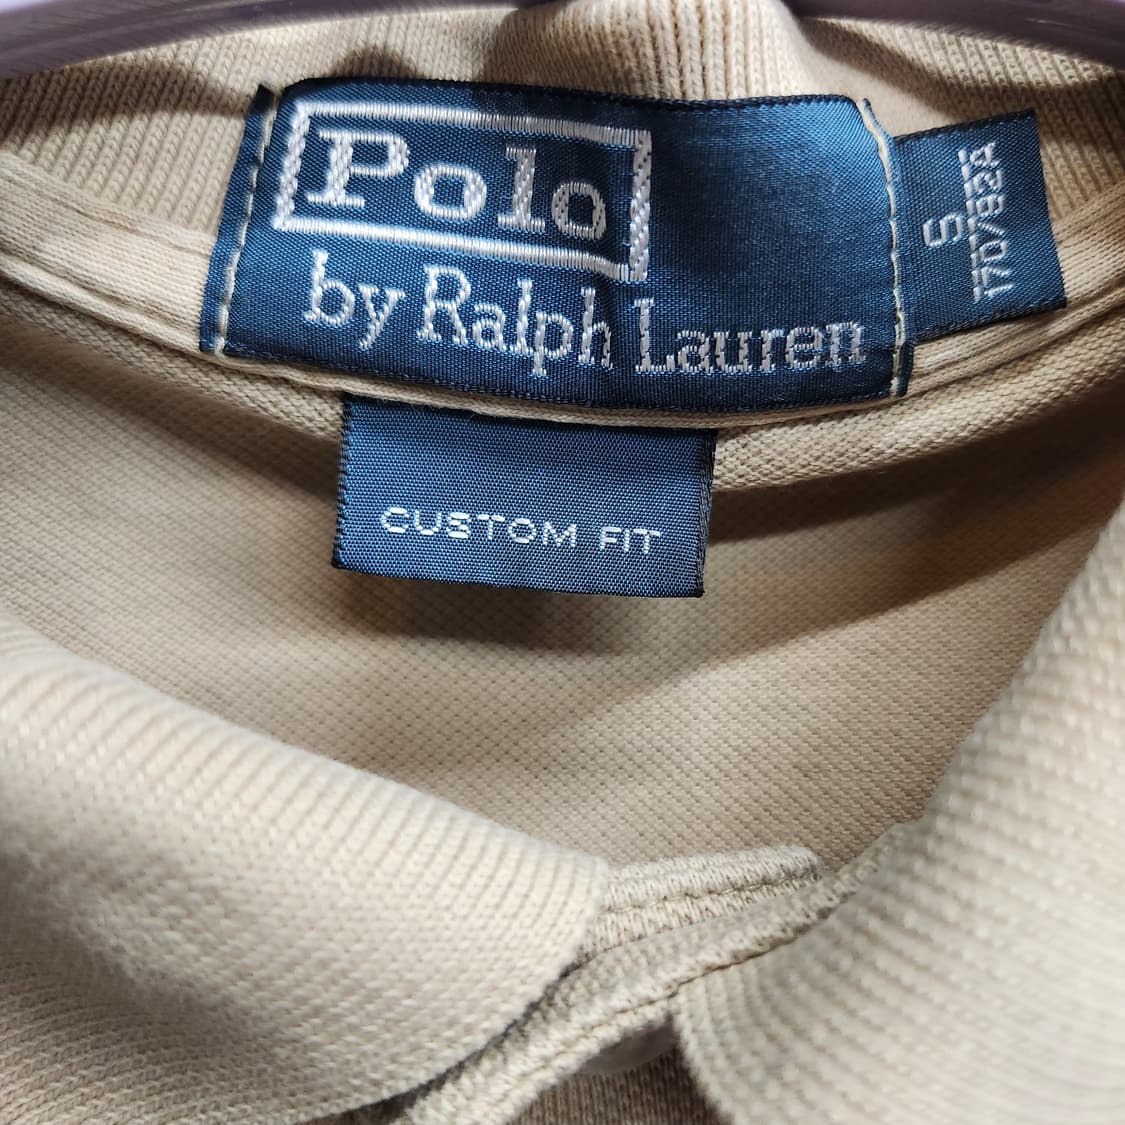 Polo
by Ralph Lauren
S
170/92A
CUSTOM FIT